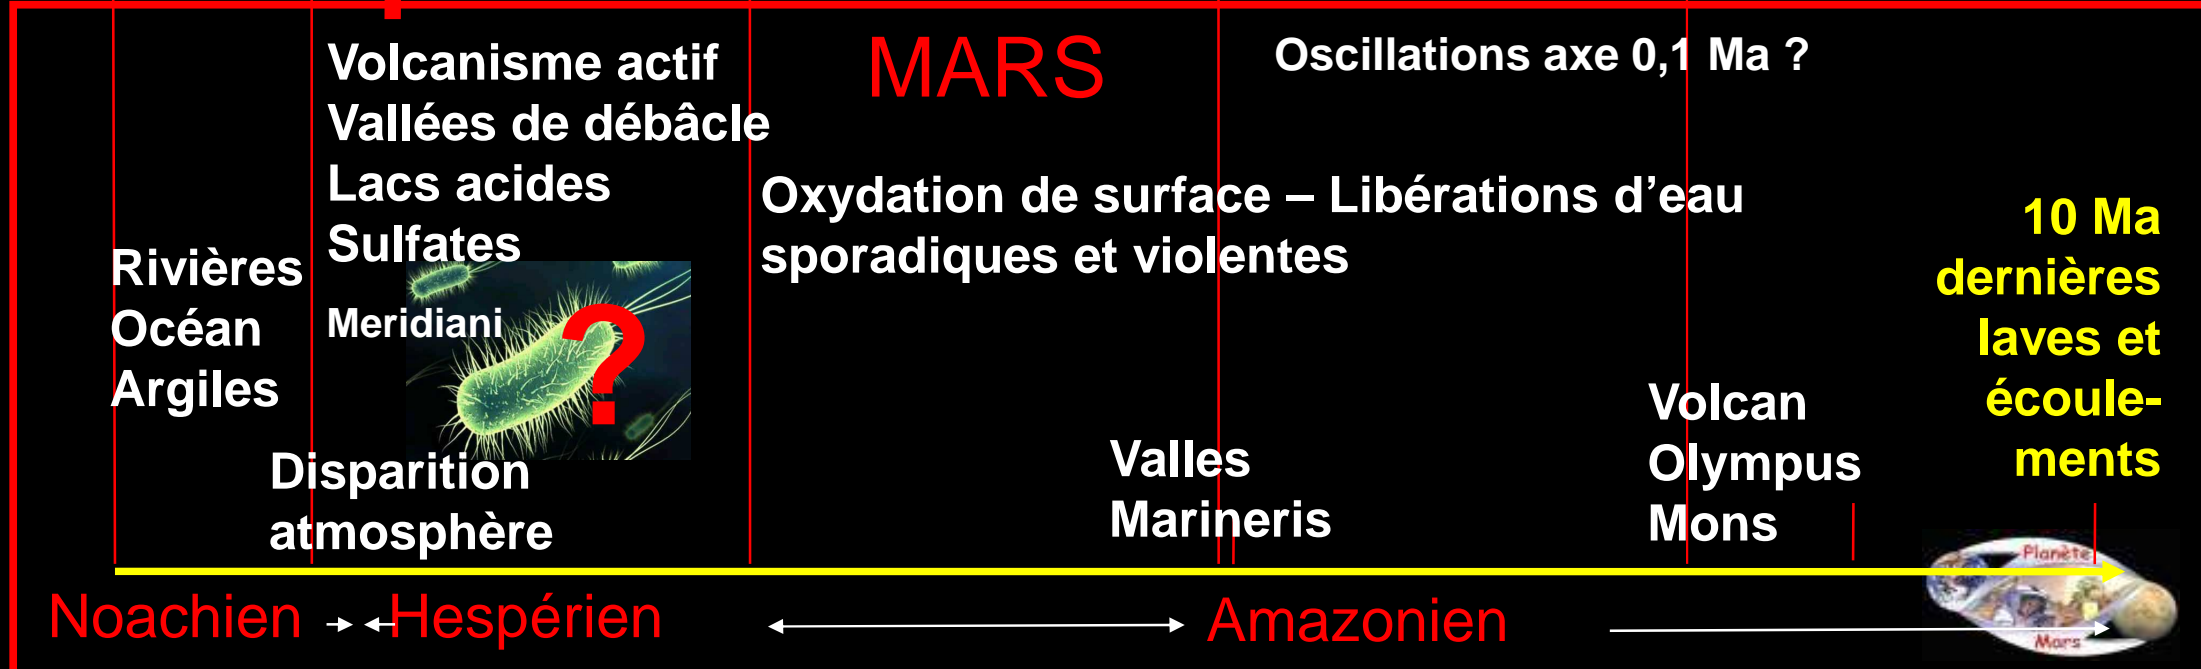 MARS
Oscillations axe 0,1 Ma ?
Volcanisme actif
Vallées de débâcle
Lacs acides
Sulfates
Meridiani
?
Rivières
Océan
Argiles
Disparition
atmosphère
Oxydation de surface – Libérations d’eau
sporadiques et violentes
Valles
Marineris
Volcan
Olympus
Mons
10 Ma
dernières
laves et
écoule-
ments
Planète
Mars
Noachien
Hespérien
Amazonien